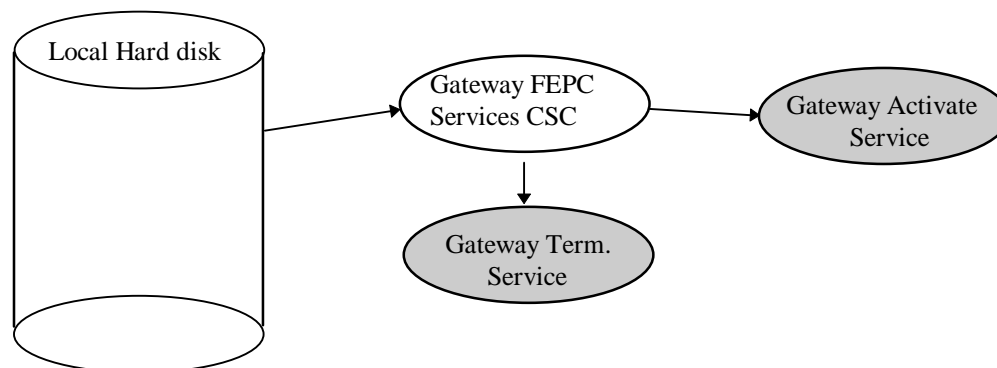 Local Hard disk
Gateway FEPC
Services CSC
Gateway Activate
Service
Gateway Term.
Service